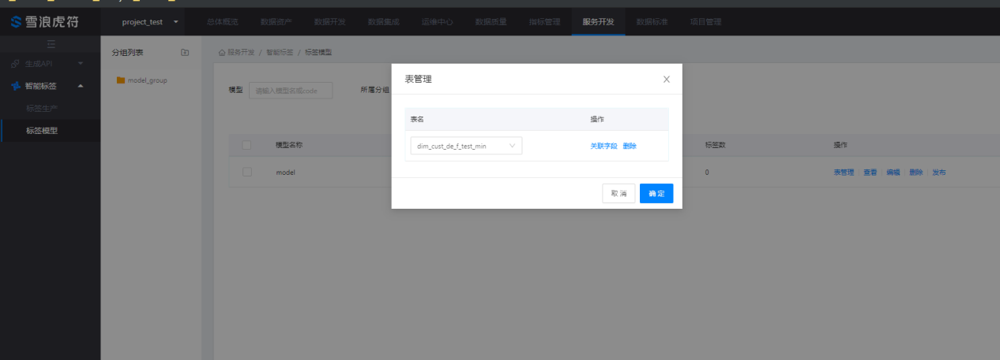 雪浪虎符
project_test
总体概览 数据资产 数据开发 数据集成 运维中心 数据质量 指标管理 服务开发 数据标准 项目管理
生成API
智能标签
标签生产
标签模型
分组列表
model_group
服务开发 / 智能标签 / 标签模型
模型 请输入模型名或code 所属分组
模型名称 标签数 操作
model 0 表管理 查看 编辑 删除 发布
表管理
表名 操作
dim_cust_de_f_test_min 关联字段 删除
取消 确定